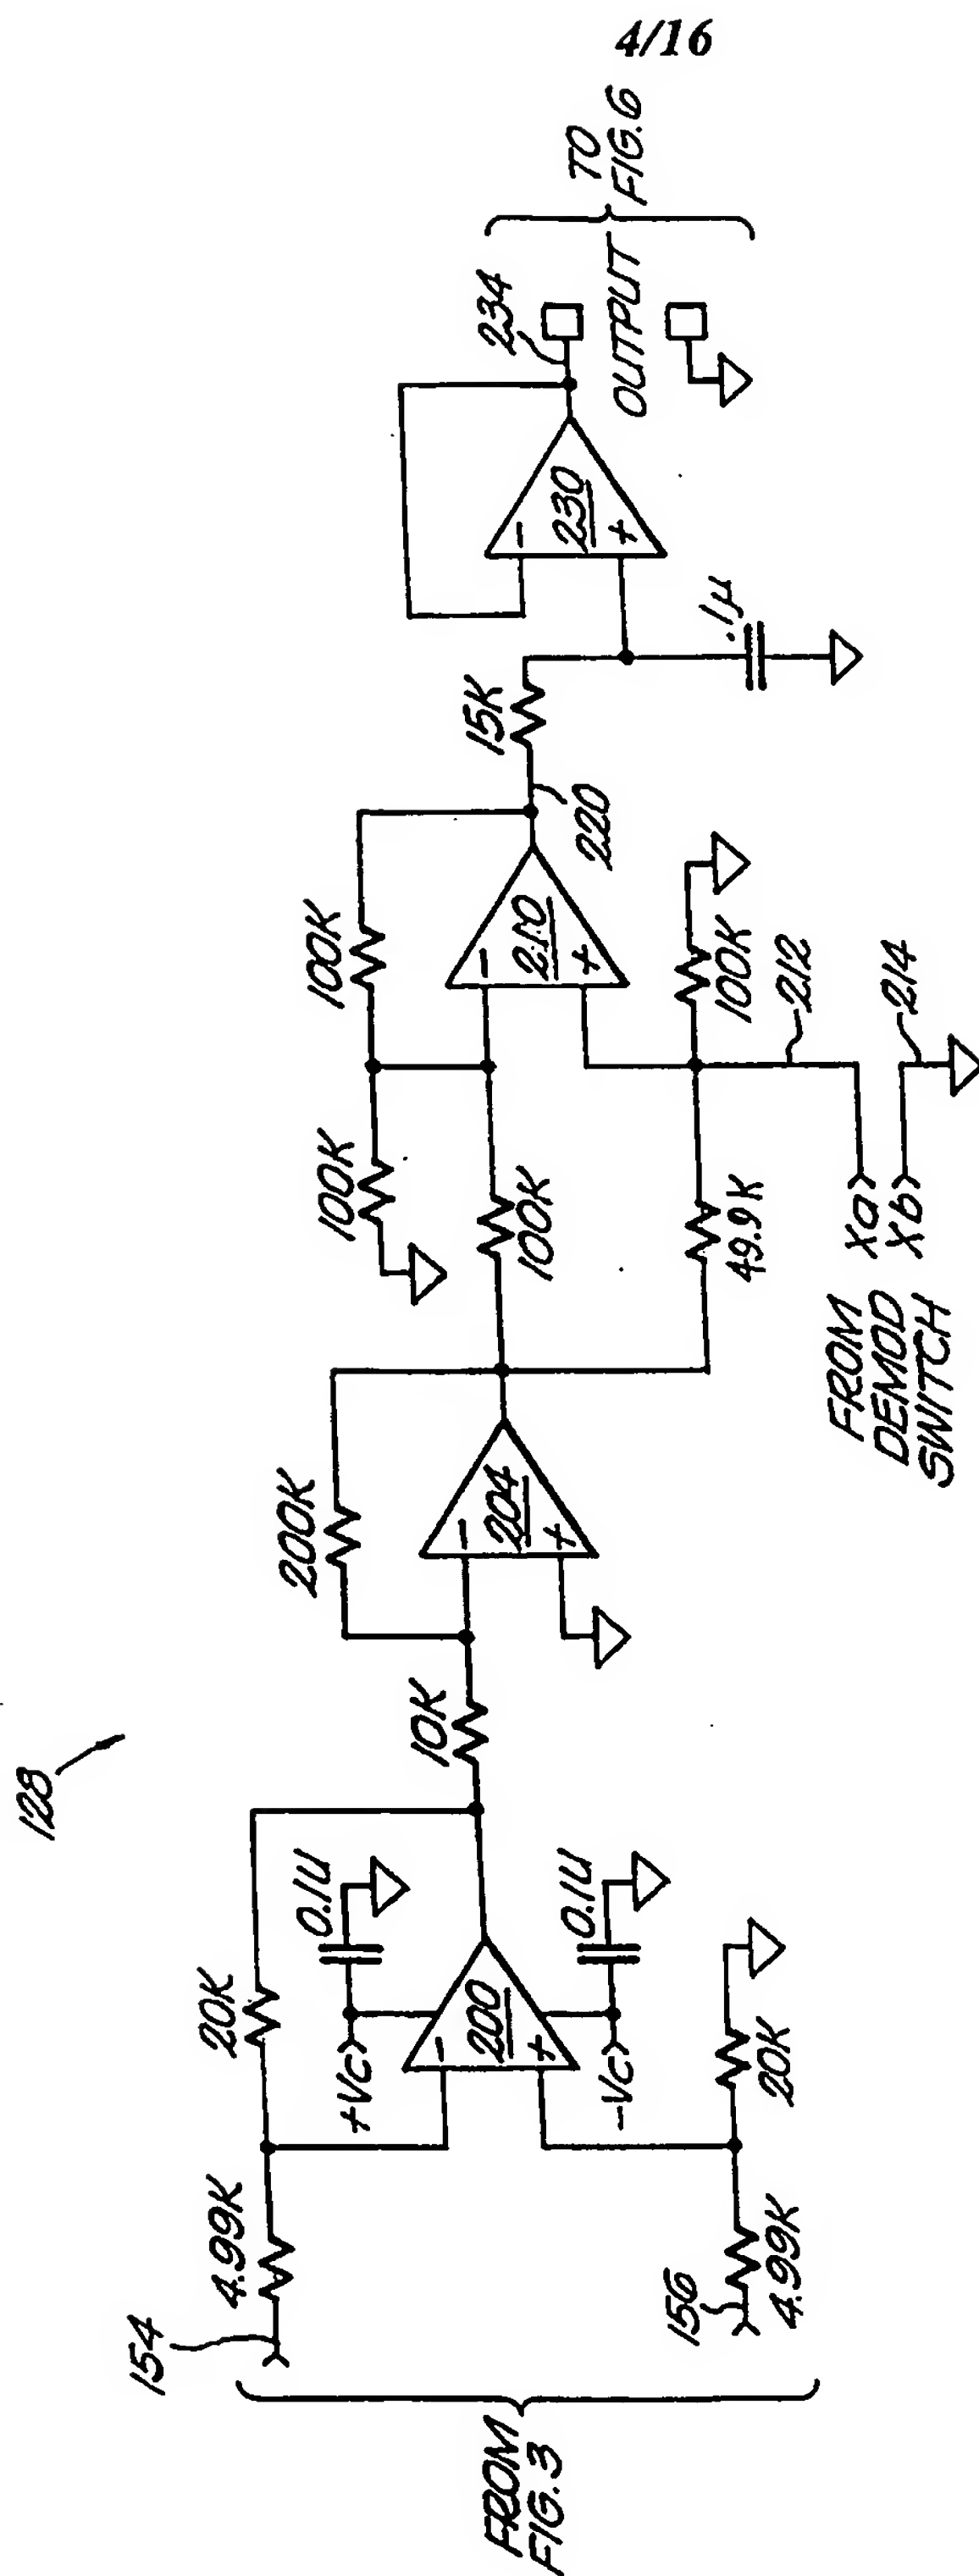 4/16
128
FROM
FIG. 3
154
4.99K
20K
+Vc
0.1U
200
-
+
-Vc
0.1U
156
4.99K
20K
10K
200K
204
-
+
100K
100K
100K
49.9K
210
-
+
100K
212
214
FROM
DEMOD
SWITCH
Xa
Xb
220
15K
.1μ
230
-
+
234
OUTPUT
TO
FIG. 6